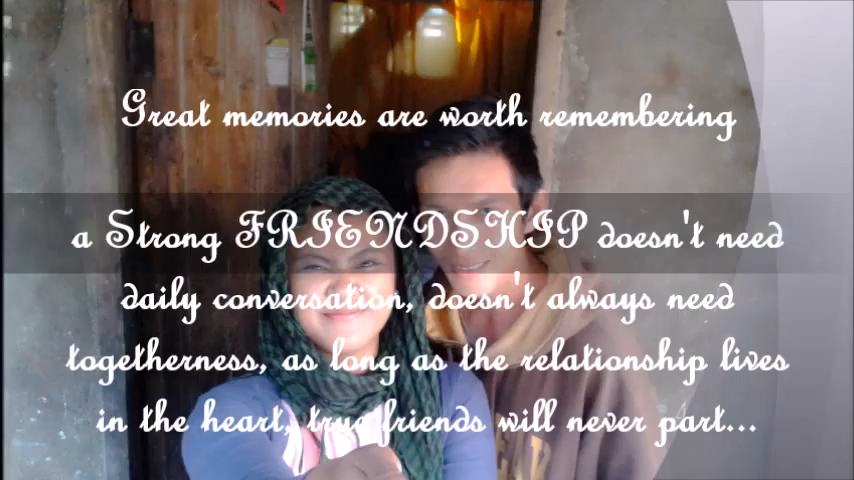 Great memories are worth remembering
a Strong FRIENDSHIP doesn't need
daily conversation, doesn't always need
togetherness, as long as the relationship lives
in the heart, true friends will never part...